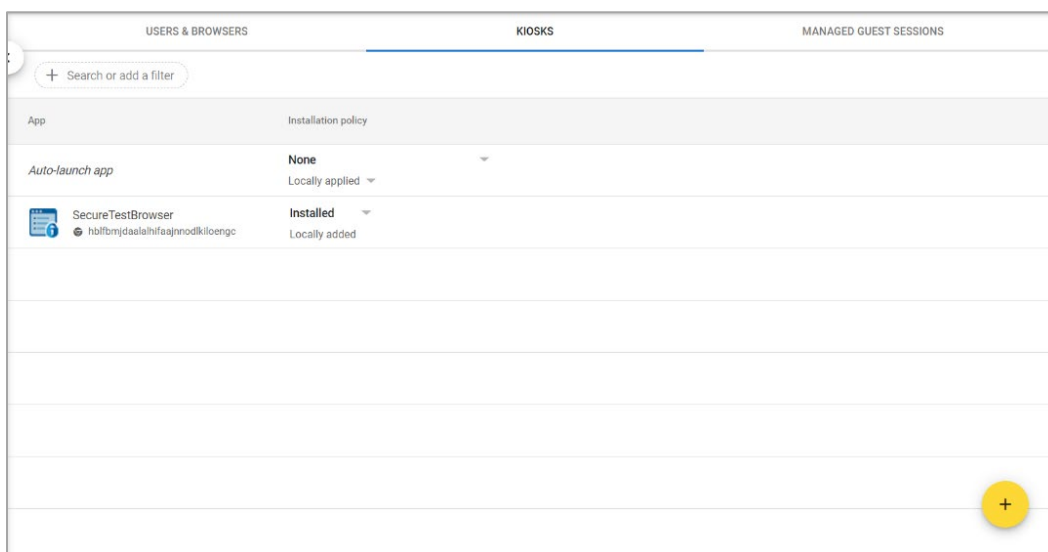 USERS & BROWSERS
KIOSKS
MANAGED GUEST SESSIONS
+ Search or add a filter
App
Installation policy
Auto-launch app
None
Locally applied
SecureTestBrowser
Installed
hblfbmjdaalalhifaajnnodlkiloengc
Locally added
+